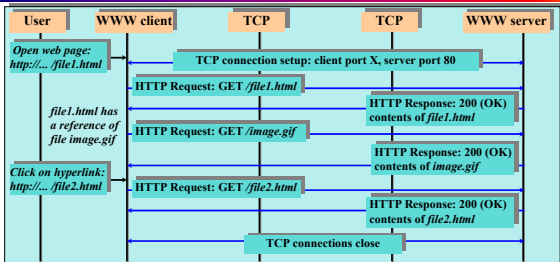 User
WWW client
TCP
TCP
WWW server
Open web page:
http://... /file1.html
TCP connection setup: client port X, server port 80
HTTP Request: GET /file1.html
HTTP Response: 200 (OK)
contents of file1.html
file1.html has
a reference of
file image.gif
HTTP Request: GET /image.gif
HTTP Response: 200 (OK)
contents of image.gif
Click on hyperlink:
http://... /file2.html
HTTP Request: GET /file2.html
HTTP Response: 200 (OK)
contents of file2.html
TCP connections close